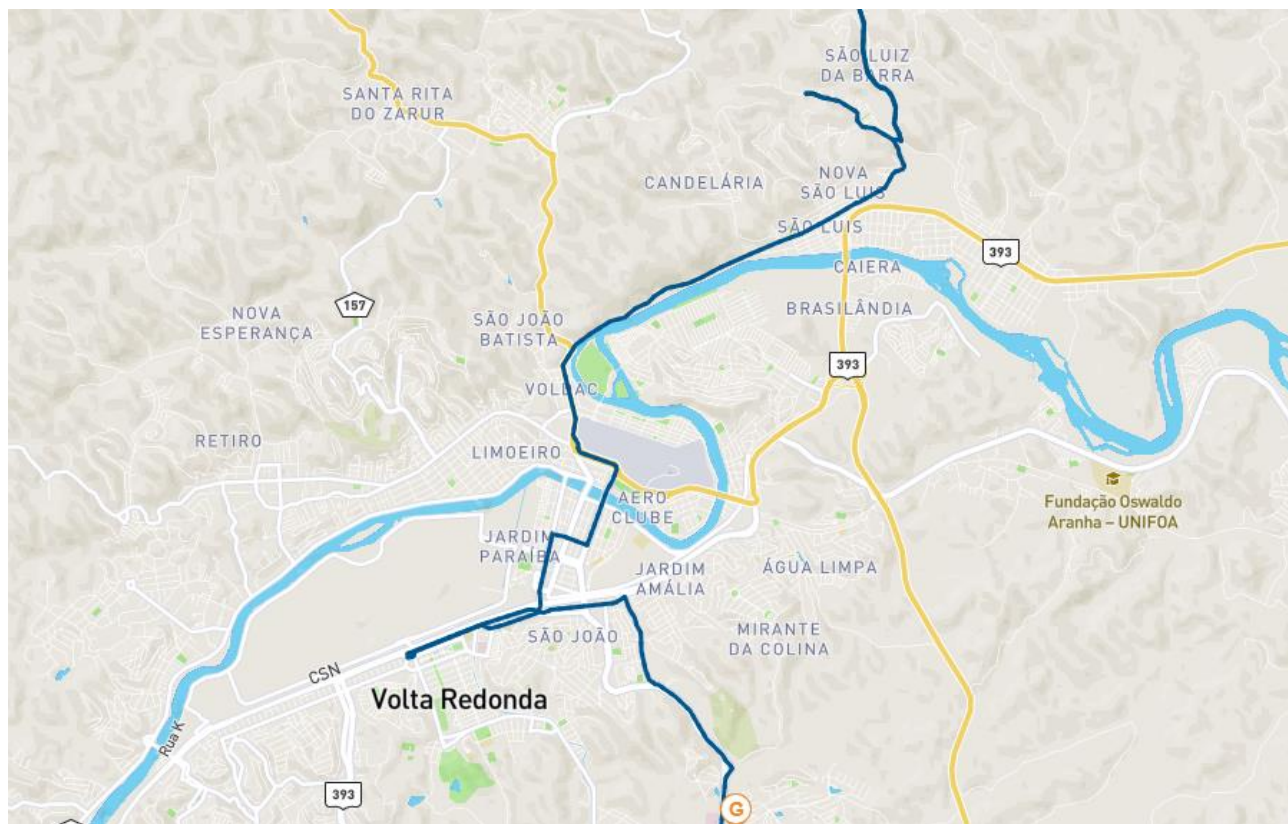 SÃO LUIZ
DA BARRA
SANTA RITA
DO ZARUR
CANDELÁRIA
NOVA
SÃO LUIS
SÃO LUIS
393
CAIERA
157
NOVA
ESPERANÇA
SÃO JOÃO
BATISTA
BRASILÂNDIA
393
VOLDAC
RETIRO
LIMOEIRO
AERO
CLUBE
Fundação Oswaldo
Aranha – UNIFOA
JARDIM
PARAÍBA
JARDIM
AMÁLIA
ÁGUA LIMPA
SÃO JOÃO
MIRANTE
DA COLINA
CSN
Volta Redonda
Rua K
393
G